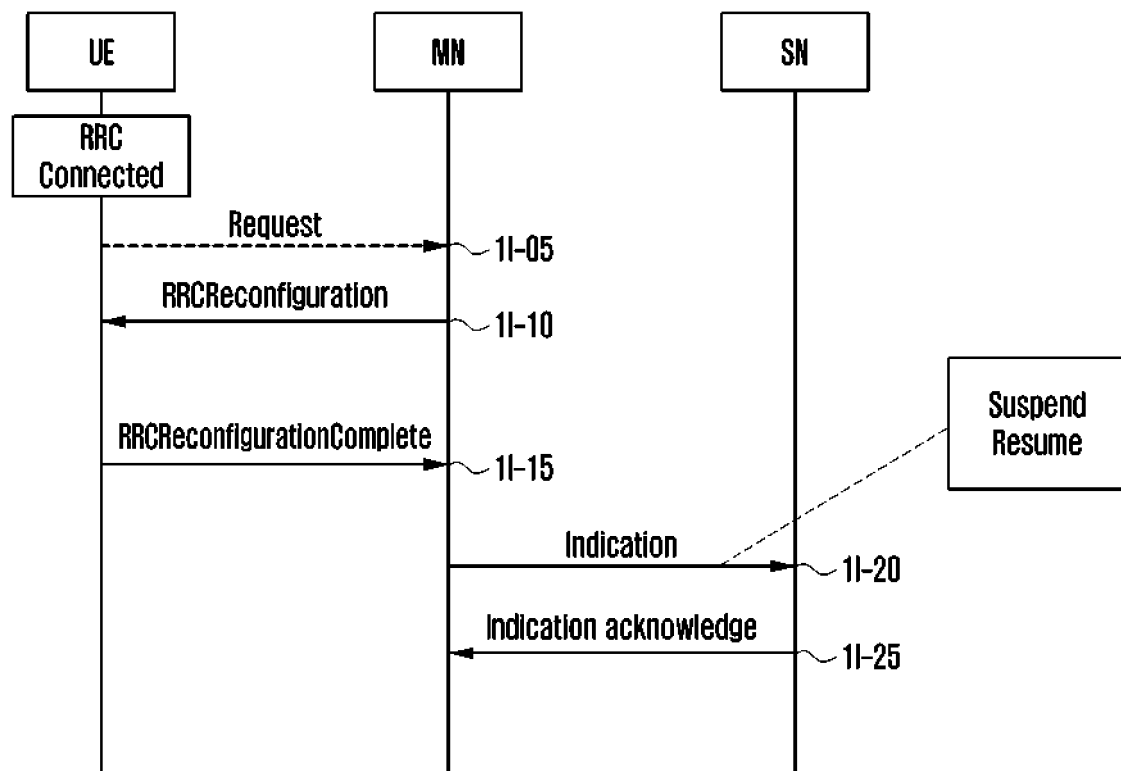 UE
MN
SN
RRC
Connected
Request
1I-05
RRCReconfiguration
1I-10
Suspend
Resume
RRCReconfigurationComplete
1I-15
Indication
1I-20
Indication acknowledge
1I-25